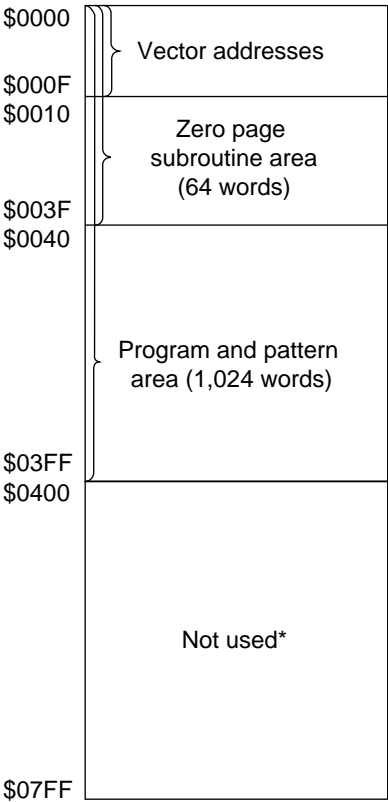 $0000
Vector addresses
$000F
$0010
Zero page
subroutine area
(64 words)
$003F
$0040
Program and pattern
area (1,024 words)
$03FF
$0400
Not used*
$07FF